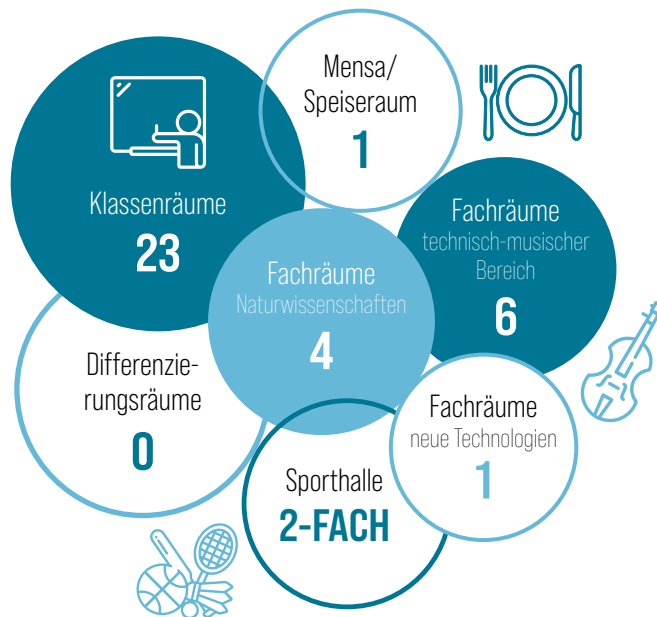 Mensa/
Speiseraum
1
Klassenräume
23
Fachräume
technisch-musischer
Bereich
6
Fachräume
Naturwissenschaften
4
Differenzie-
rungsräume
0
Fachräume
neue Technologien
1
Sporthalle
2-FACH